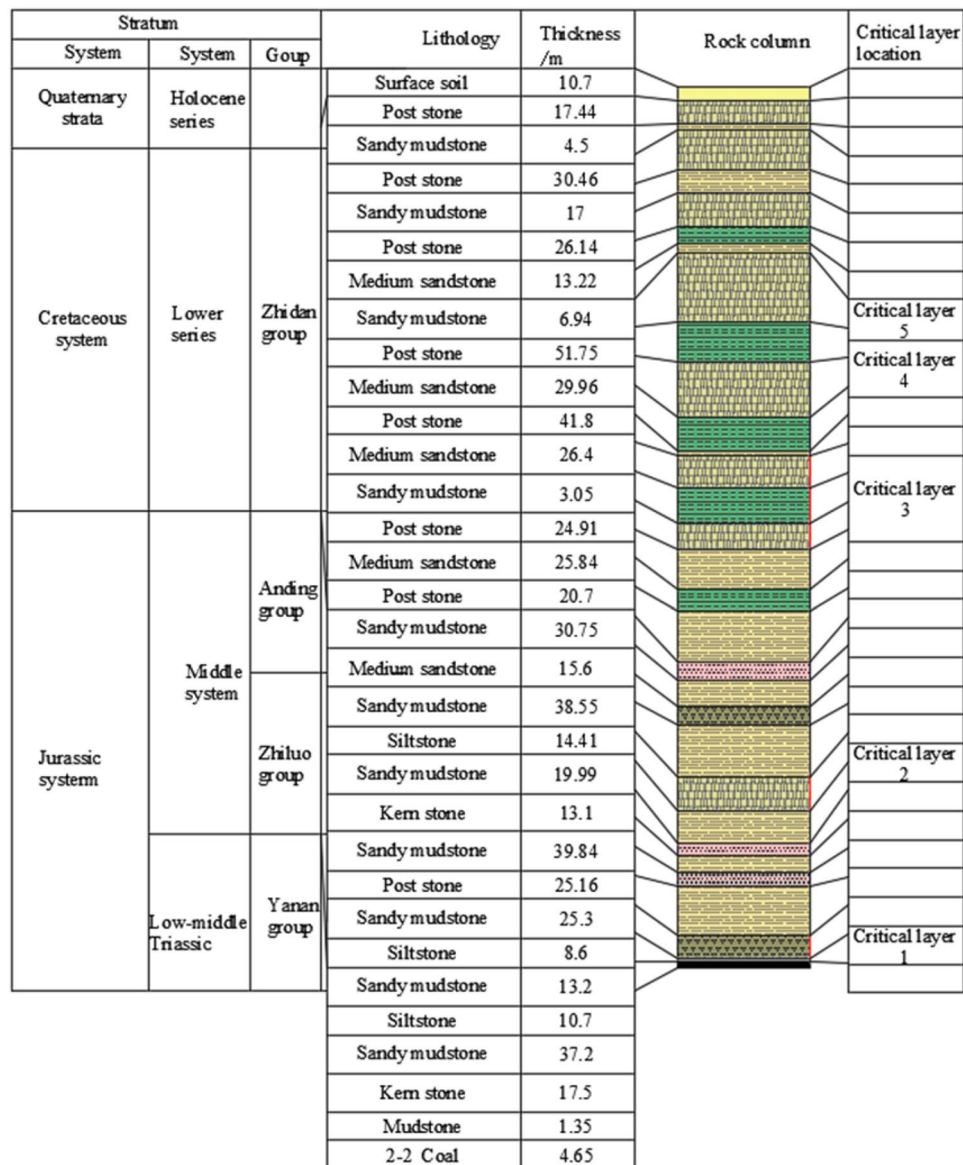 Stratum
System System Goup
Lithology
Thickness
/m
Rock column
Critical layer
location
Quaternary
strata
Holocene
series
Cretaceous
system
Lower
series
Zhidan
group
Jurassic
systerm
Middle
system
Anding
group
Zhiluo
group
Low-middle
Triassic
Yanan
group
Surface soil 10.7
Post stone 17.44
Sandy mudstone 4.5
Post stone 30.46
Sandy mudstone 17
Post stone 26.14
Medium sandstone 13.22
Sandy mudstone 6.94
Post stone 51.75
Medium sandstone 29.96
Post stone 41.8
Medium sandstone 26.4
Sandy mudstone 3.05
Post stone 24.91
Medium sandstone 25.84
Post stone 20.7
Sandy mudstone 30.75
Medium sandstone 15.6
Sandy mudstone 38.55
Siltstone 14.41
Sandy mudstone 19.99
Kern stone 13.1
Sandy mudstone 39.84
Post stone 25.16
Sandy mudstone 25.3
Siltstone 8.6
Sandy mudstone 13.2
Siltstone 10.7
Sandy mudstone 37.2
Kern stone 17.5
Mudstone 1.35
2-2 Coal 4.65
Critical layer
5
Critical layer
4
Critical layer
3
Critical layer
2
Critical layer
1